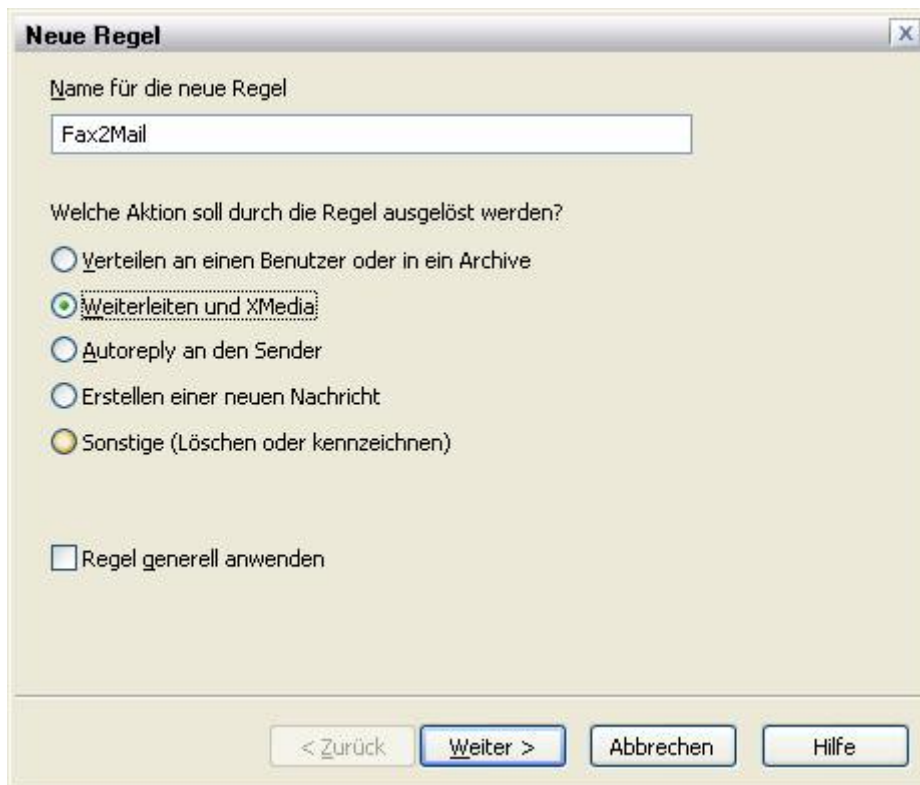 Neue Regel
X
Name für die neue Regel
Fax2Mail
Welche Aktion soll durch die Regel ausgelöst werden?
Verteilen an einen Benutzer oder in ein Archive
Weiterleiten und XMedia
Autoreply an den Sender
Erstellen einer neuen Nachricht
Sonstige (Löschen oder kennzeichnen)
Regel generell anwenden
< Zurück Weiter > Abbrechen Hilfe